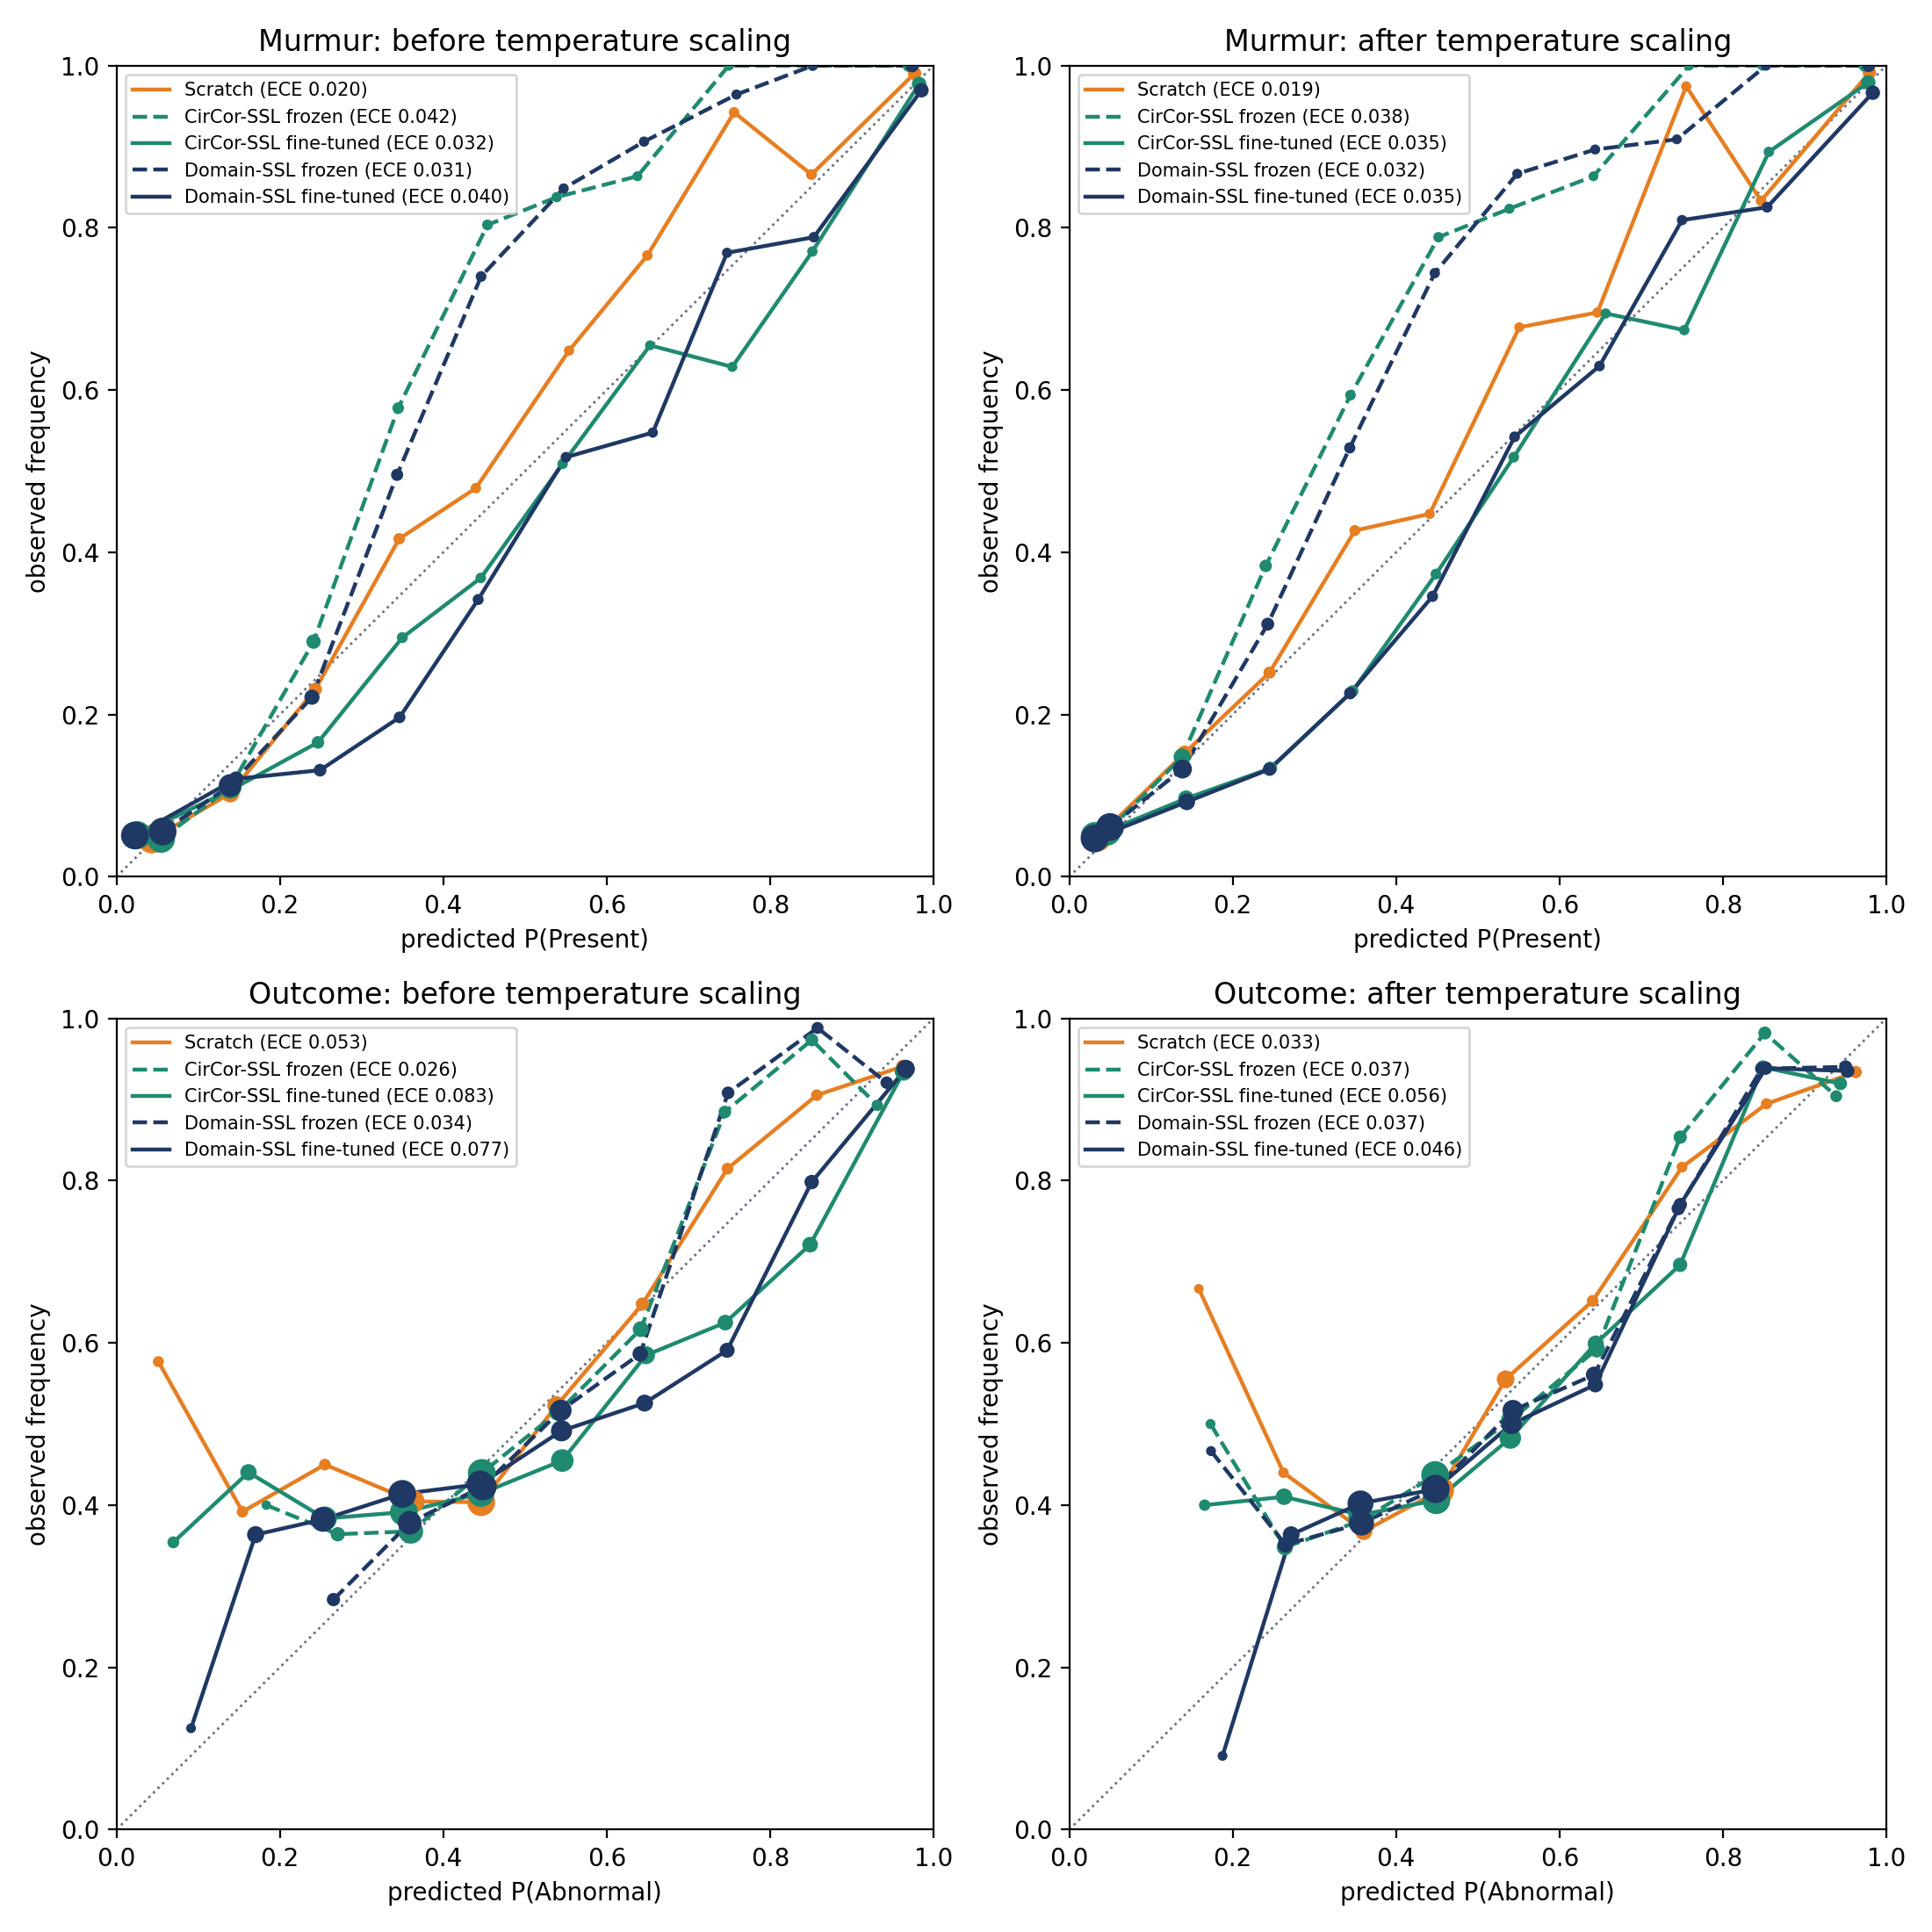 Murmur: before temperature scaling
1.0
0.8
0.6
0.4
0.2
0.0
observed frequency
Scratch (ECE 0.020)
CirCor-SSL frozen (ECE 0.042)
CirCor-SSL fine-tuned (ECE 0.032)
Domain-SSL frozen (ECE 0.031)
Domain-SSL fine-tuned (ECE 0.040)
0.0 0.2 0.4 0.6 0.8 1.0
predicted P(Present)
Murmur: after temperature scaling
1.0
0.8
0.6
0.4
0.2
0.0
observed frequency
Scratch (ECE 0.019)
CirCor-SSL frozen (ECE 0.038)
CirCor-SSL fine-tuned (ECE 0.035)
Domain-SSL frozen (ECE 0.032)
Domain-SSL fine-tuned (ECE 0.035)
0.0 0.2 0.4 0.6 0.8 1.0
predicted P(Present)
Outcome: before temperature scaling
1.0
0.8
0.6
0.4
0.2
0.0
observed frequency
Scratch (ECE 0.053)
CirCor-SSL frozen (ECE 0.026)
CirCor-SSL fine-tuned (ECE 0.083)
Domain-SSL frozen (ECE 0.034)
Domain-SSL fine-tuned (ECE 0.077)
0.0 0.2 0.4 0.6 0.8 1.0
predicted P(Abnormal)
Outcome: after temperature scaling
1.0
0.8
0.6
0.4
0.2
0.0
observed frequency
Scratch (ECE 0.033)
CirCor-SSL frozen (ECE 0.037)
CirCor-SSL fine-tuned (ECE 0.056)
Domain-SSL frozen (ECE 0.037)
Domain-SSL fine-tuned (ECE 0.046)
0.0 0.2 0.4 0.6 0.8 1.0
predicted P(Abnormal)